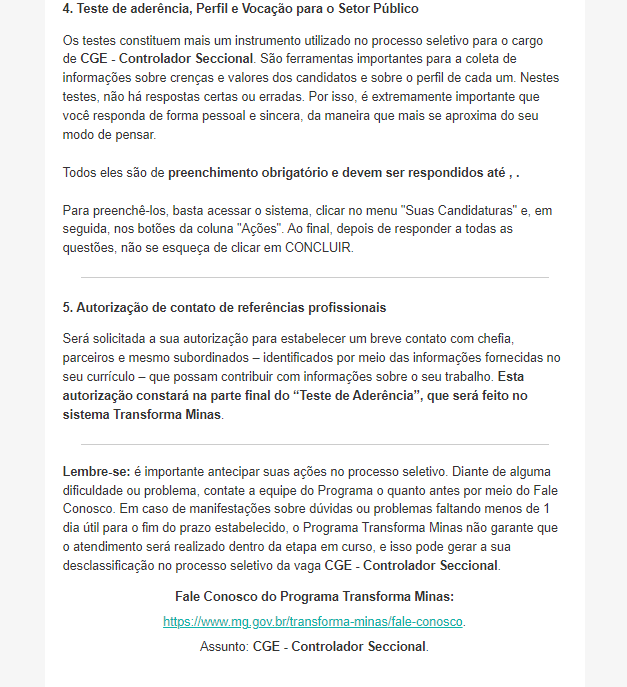 4. Teste de aderência, Perfil e Vocação para o Setor Público
Os testes constituem mais um instrumento utilizado no processo seletivo para o cargo
de CGE - Controlador Seccional. São ferramentas importantes para a coleta de
informações sobre crenças e valores dos candidatos e sobre o perfil de cada um. Nestes
testes, não há respostas certas ou erradas. Por isso, é extremamente importante que
você responda de forma pessoal e sincera, da maneira que mais se aproxima do seu
modo de pensar.
Todos eles são de preenchimento obrigatório e devem ser respondidos até , .
Para preenchê-los, basta acessar o sistema, clicar no menu "Suas Candidaturas" e, em
seguida, nos botões da coluna "Ações". Ao final, depois de responder a todas as
questões, não se esqueça de clicar em CONCLUIR.
5. Autorização de contato de referências profissionais
Será solicitada a sua autorização para estabelecer um breve contato com chefia,
parceiros e mesmo subordinados – identificados por meio das informações fornecidas no
seu currículo – que possam contribuir com informações sobre o seu trabalho. Esta
autorização constará na parte final do “Teste de Aderência”, que será feito no
sistema Transforma Minas.
Lembre-se: é importante antecipar suas ações no processo seletivo. Diante de alguma
dificuldade ou problema, contate a equipe do Programa o quanto antes por meio do Fale
Conosco. Em caso de manifestações sobre dúvidas ou problemas faltando menos de 1
dia útil para o fim do prazo estabelecido, o Programa Transforma Minas não garante que
o atendimento será realizado dentro da etapa em curso, e isso pode gerar a sua
desclassificação no processo seletivo da vaga CGE - Controlador Seccional.
Fale Conosco do Programa Transforma Minas:
https://www.mg.gov.br/transforma-minas/fale-conosco.
Assunto: CGE - Controlador Seccional.